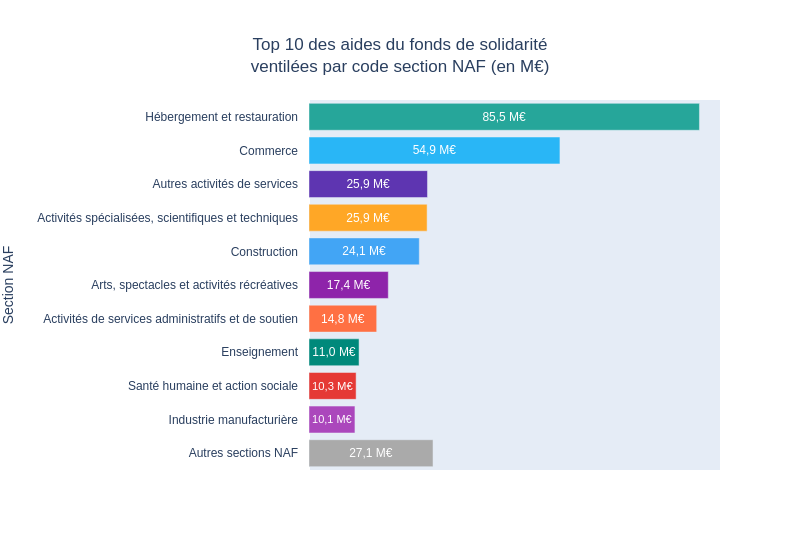 Top 10 des aides du fonds de solidarité
ventilées par code section NAF (en M€)
Section NAF
Hébergement et restauration 85,5 M€
Commerce 54,9 M€
Autres activités de services 25,9 M€
Activités spécialisées, scientifiques et techniques 25,9 M€
Construction 24,1 M€
Arts, spectacles et activités récréatives 17,4 M€
Activités de services administratifs et de soutien 14,8 M€
Enseignement 11,0 M€
Santé humaine et action sociale 10,3 M€
Industrie manufacturière 10,1 M€
Autres sections NAF 27,1 M€